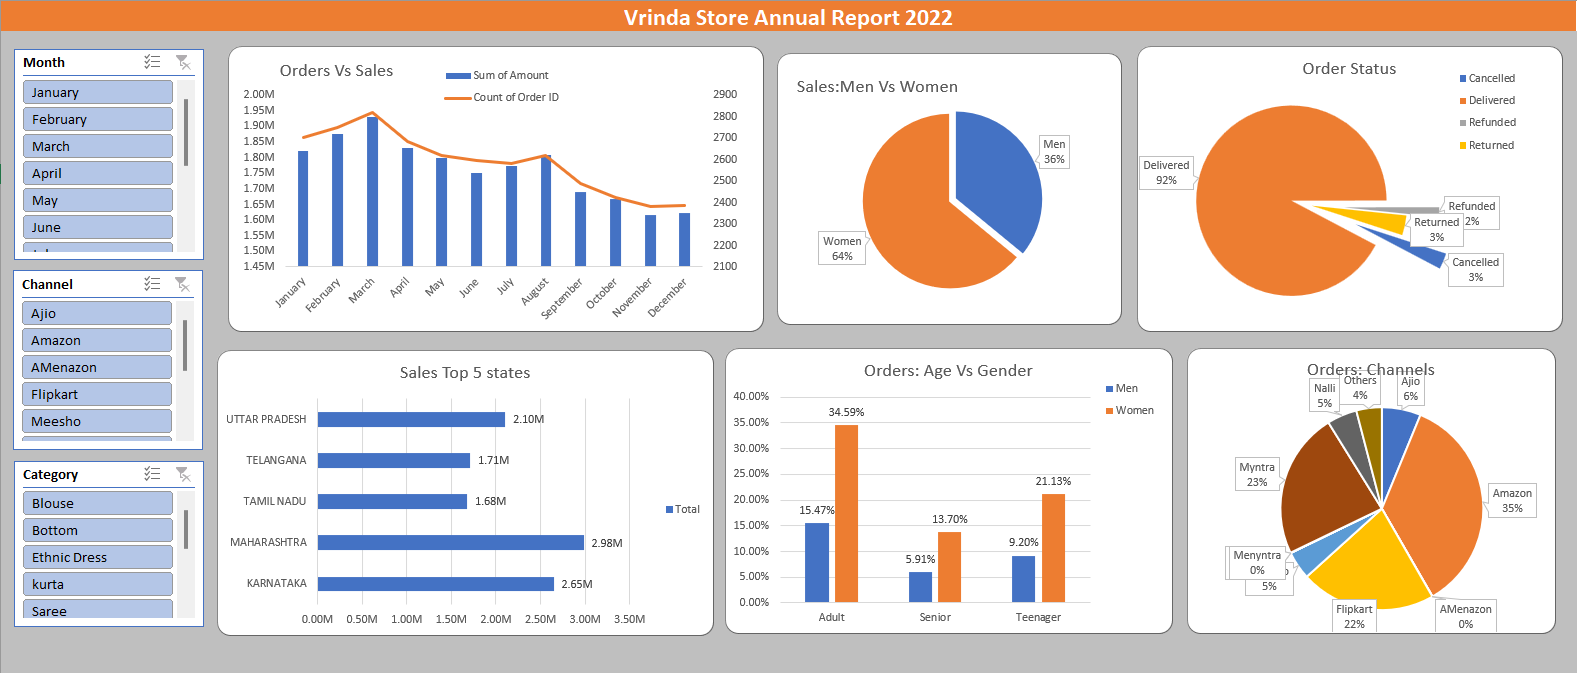 Vrinda Store Annual Report 2022
Month
January
February
March
April
May
June
Channel
Ajio
Amazon
AMenazon
Flipkart
Meesho
Category
Blouse
Bottom
Ethnic Dress
kurta
Saree
Orders Vs Sales
Sum of Amount
Count of Order ID
2.00M
1.95M
1.90M
1.85M
1.80M
1.75M
1.70M
1.65M
1.60M
1.55M
1.50M
1.45M
2900
2800
2700
2600
2500
2400
2300
2200
2100
January
February
March
April
May
June
July
August
September
October
November
December
Sales:Men Vs Women
Men
36%
Women
64%
Order Status
Cancelled
Delivered
Refunded
Returned
Delivered
92%
Refunded
2%
Returned
3%
Cancelled
3%
Sales Top 5 states
UTTAR PRADESH
2.10M
TELANGANA
1.71M
TAMIL NADU
1.68M
MAHARASHTRA
2.98M
KARNATAKA
2.65M
0.00M 0.50M 1.00M 1.50M 2.00M 2.50M 3.00M 3.50M
Total
Orders: Age Vs Gender
Men
Women
40.00%
35.00%
30.00%
25.00%
20.00%
15.00%
10.00%
5.00%
0.00%
15.47%
34.59%
5.91%
13.70%
9.20%
21.13%
Adult
Senior
Teenager
Orders: Channels
Nalli
5%
Others
4%
Ajio
6%
Myntra
23%
Amazon
35%
Menyntra
0%
5%
Flipkart
22%
AMenazon
0%